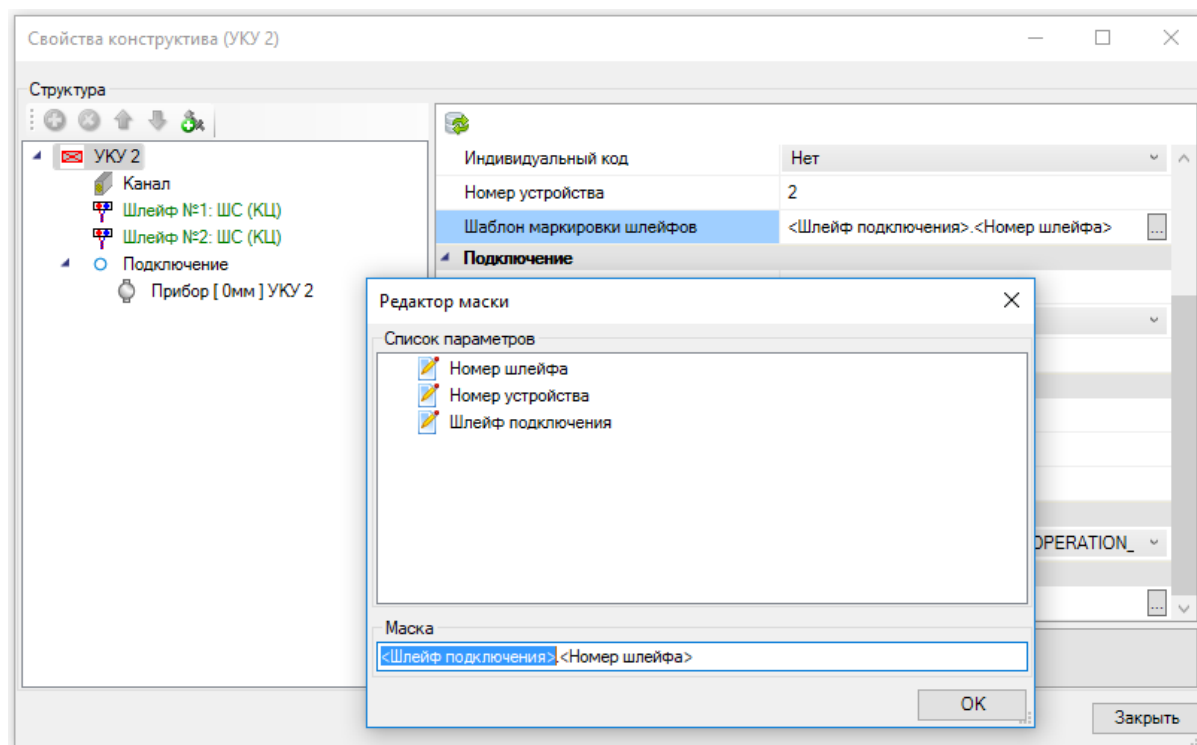 Свойства конструктива (УКУ 2)
Структура
УКУ 2
Канал
Шлейф №1: ШС (КЦ)
Шлейф №2: ШС (КЦ)
Подключение
Прибор [ 0мм ] УКУ 2
Индивидуальный код Нет
Номер устройства 2
Шаблон маркировки шлейфов <Шлейф подключения>.<Номер шлейфа> ...
Подключение
OPERATION_
...
Редактор маски
Список параметров
Номер шлейфа
Номер устройства
Шлейф подключения
Маска
<Шлейф подключения>.<Номер шлейфа>
OK
Закрыть